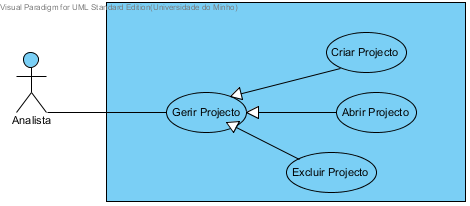 Visual Paradigm for UML Standard Edition(Universidade do Minho)
Criar Projecto
Analista
Gerir Projecto
Abrir Projecto
Excluir Projecto